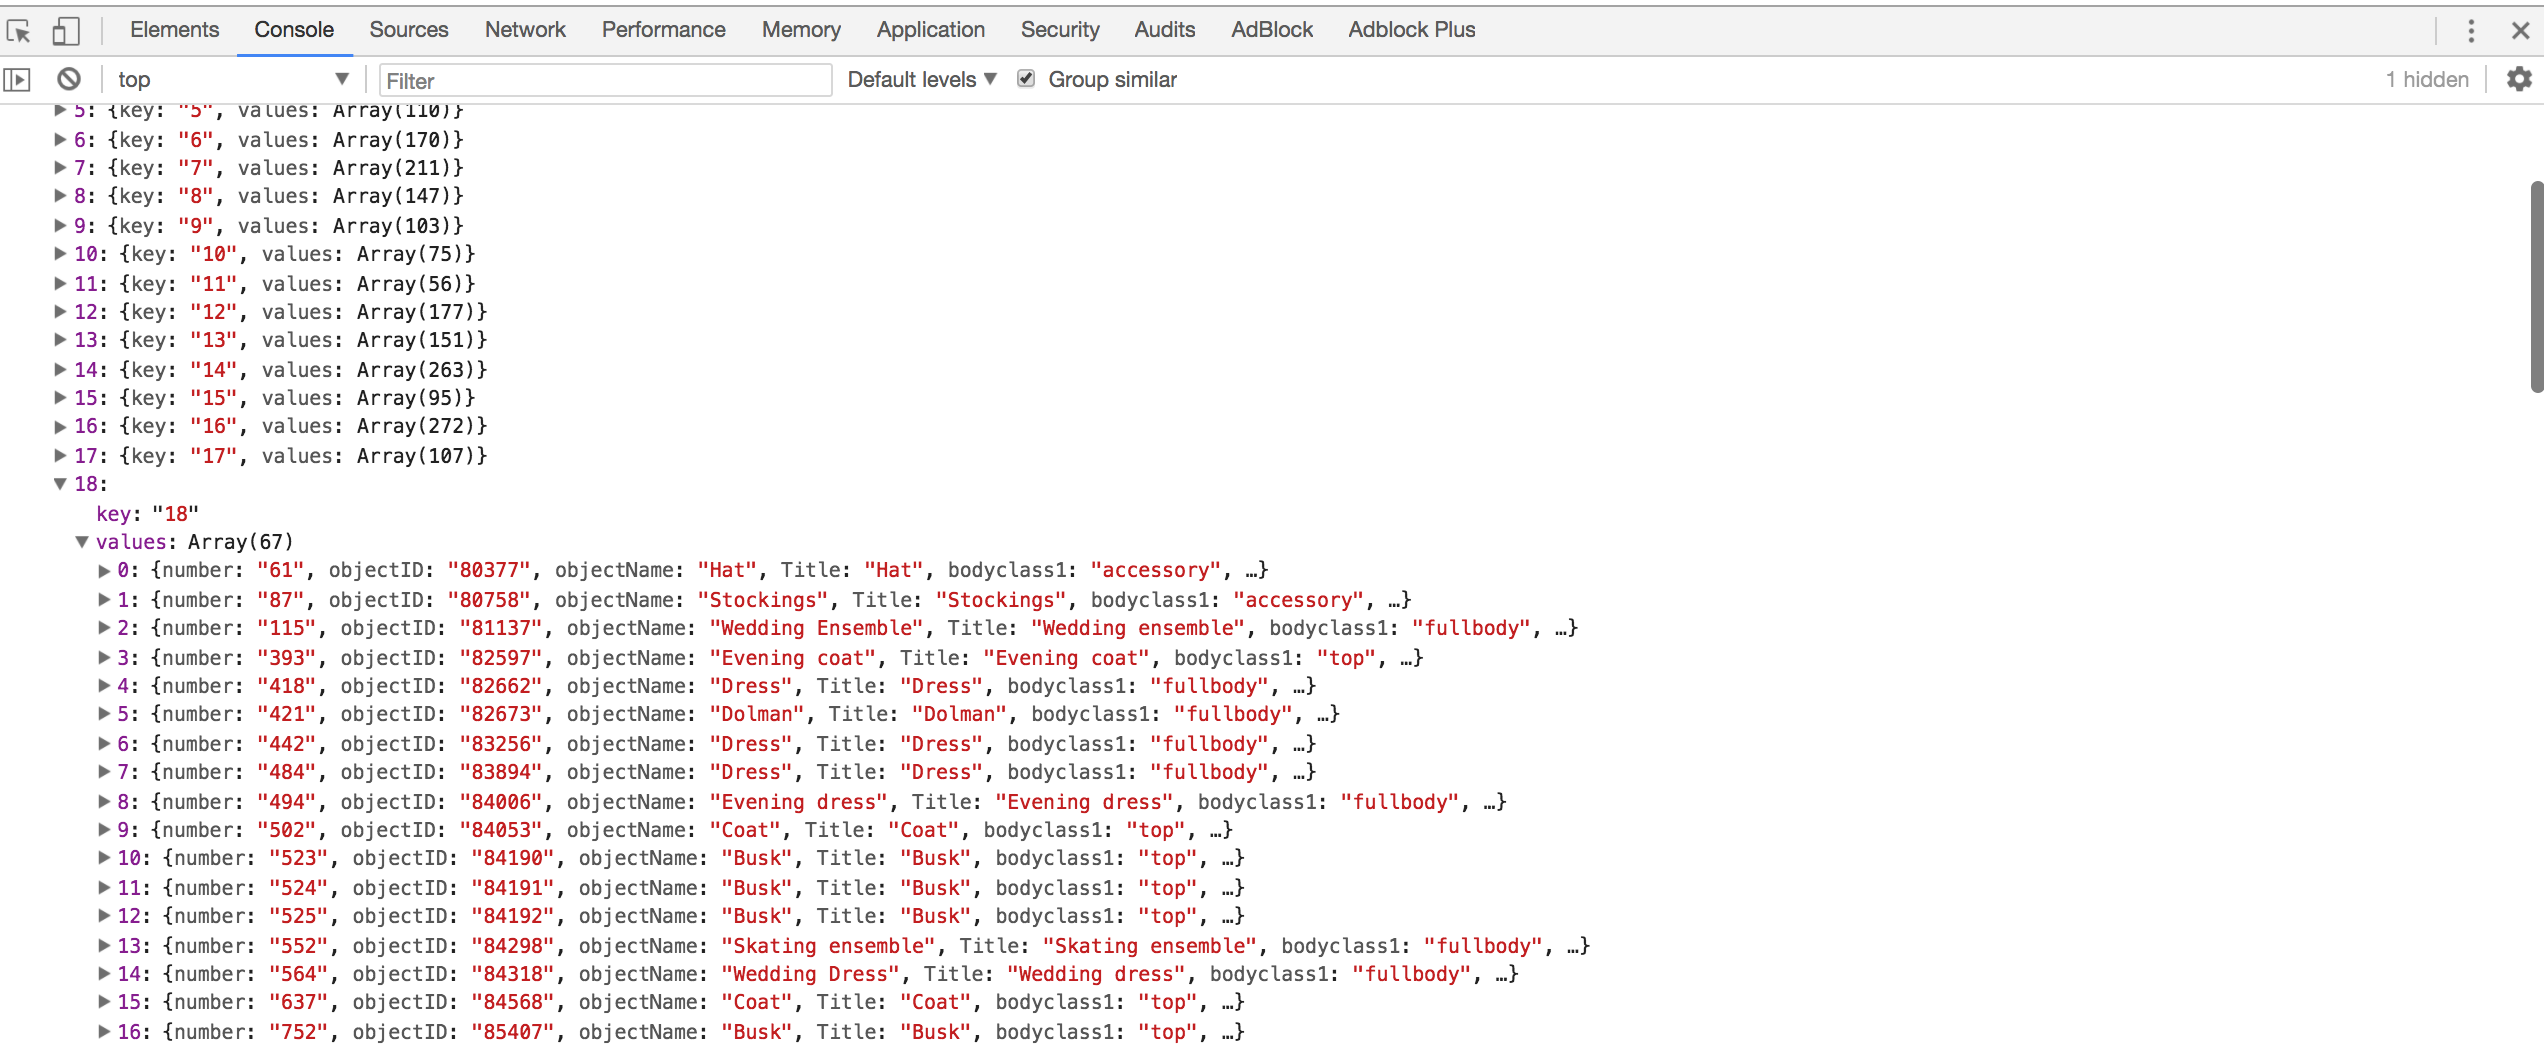 Elements Console Sources Network Performance Memory Application Security Audits AdBlock Adblock Plus
top Filter Default levels Group similar 1 hidden
5: {key: "5", values: Array(110)}
6: {key: "6", values: Array(170)}
7: {key: "7", values: Array(211)}
8: {key: "8", values: Array(147)}
9: {key: "9", values: Array(103)}
10: {key: "10", values: Array(75)}
11: {key: "11", values: Array(56)}
12: {key: "12", values: Array(177)}
13: {key: "13", values: Array(151)}
14: {key: "14", values: Array(263)}
15: {key: "15", values: Array(95)}
16: {key: "16", values: Array(272)}
17: {key: "17", values: Array(107)}
18:
key: "18"
values: Array(67)
0: {number: "61", objectID: "80377", objectName: "Hat", Title: "Hat", bodyclass1: "accessory", …}
1: {number: "87", objectID: "80758", objectName: "Stockings", Title: "Stockings", bodyclass1: "accessory", …}
2: {number: "115", objectID: "81137", objectName: "Wedding Ensemble", Title: "Wedding ensemble", bodyclass1: "fullbody", …}
3: {number: "393", objectID: "82597", objectName: "Evening coat", Title: "Evening coat", bodyclass1: "top", …}
4: {number: "418", objectID: "82662", objectName: "Dress", Title: "Dress", bodyclass1: "fullbody", …}
5: {number: "421", objectID: "82673", objectName: "Dolman", Title: "Dolman", bodyclass1: "fullbody", …}
6: {number: "442", objectID: "83256", objectName: "Dress", Title: "Dress", bodyclass1: "fullbody", …}
7: {number: "484", objectID: "83894", objectName: "Dress", Title: "Dress", bodyclass1: "fullbody", …}
8: {number: "494", objectID: "84006", objectName: "Evening dress", Title: "Evening dress", bodyclass1: "fullbody", …}
9: {number: "502", objectID: "84053", objectName: "Coat", Title: "Coat", bodyclass1: "top", …}
10: {number: "523", objectID: "84190", objectName: "Busk", Title: "Busk", bodyclass1: "top", …}
11: {number: "524", objectID: "84191", objectName: "Busk", Title: "Busk", bodyclass1: "top", …}
12: {number: "525", objectID: "84192", objectName: "Busk", Title: "Busk", bodyclass1: "top", …}
13: {number: "552", objectID: "84298", objectName: "Skating ensemble", Title: "Skating ensemble", bodyclass1: "fullbody", …}
14: {number: "564", objectID: "84318", objectName: "Wedding Dress", Title: "Wedding dress", bodyclass1: "fullbody", …}
15: {number: "637", objectID: "84568", objectName: "Coat", Title: "Coat", bodyclass1: "top", …}
16: {number: "752", objectID: "85407", objectName: "Busk", Title: "Busk", bodyclass1: "top", …}